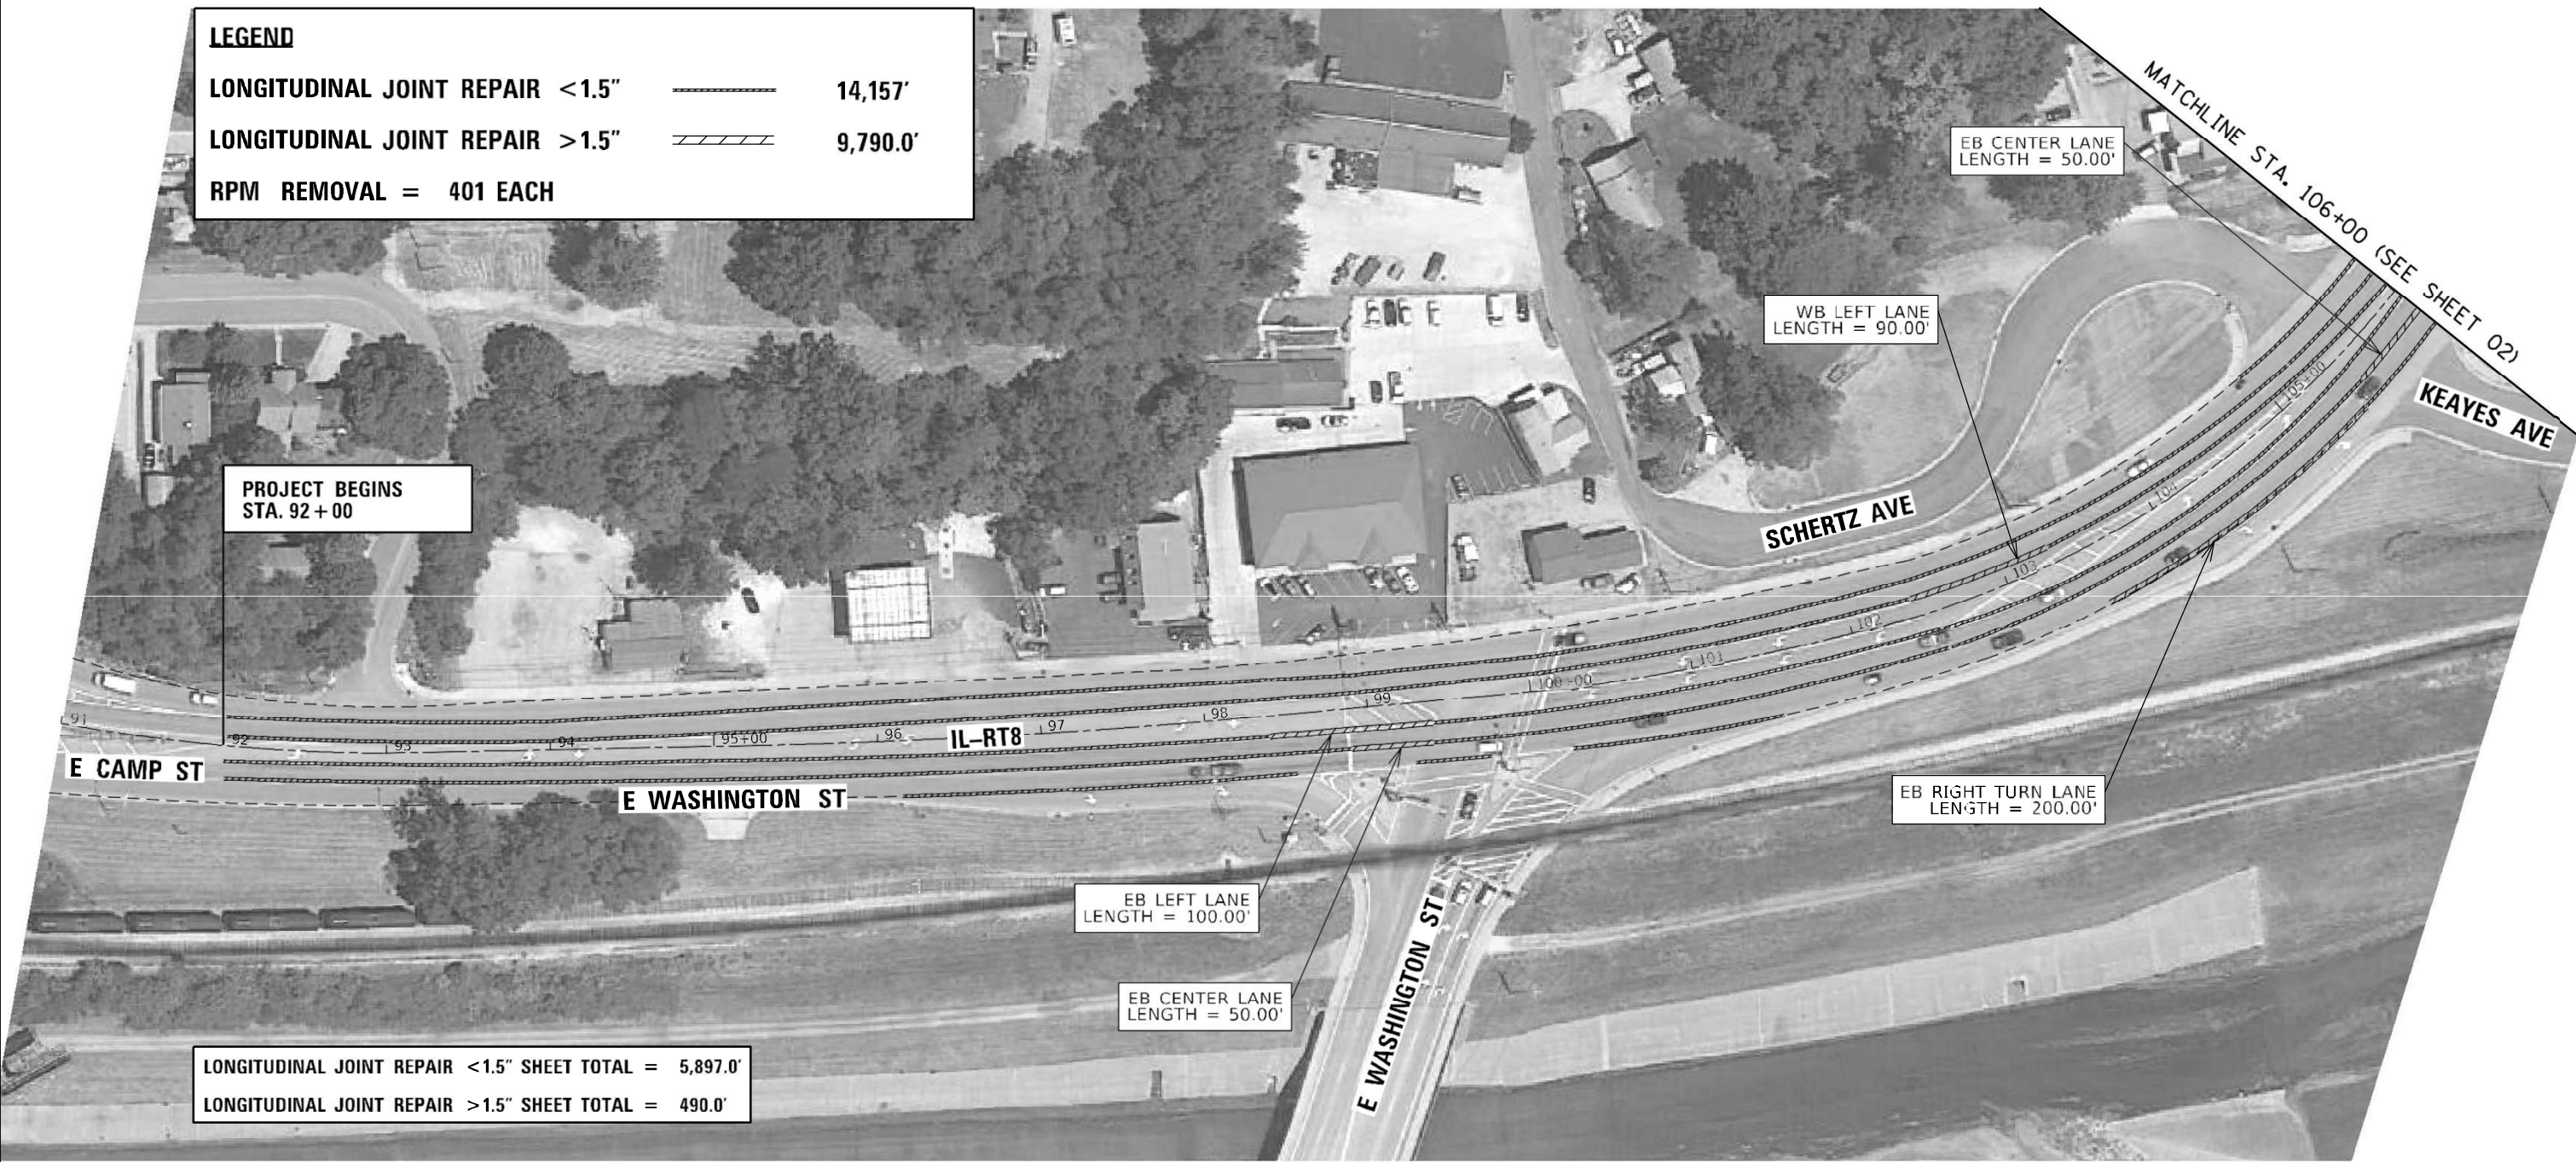 LEGEND
LONGITUDINAL JOINT REPAIR <1.5" 14,157'
LONGITUDINAL JOINT REPAIR >1.5" 9,790.0'
RPM REMOVAL = 401 EACH
MATCHLINE STA. 106+00 (SEE SHEET 02)
EB CENTER LANE
LENGTH = 50.00'
WB LEFT LANE
LENGTH = 90.00'
KEAYES AVE
PROJECT BEGINS
STA. 92+00
SCHERTZ AVE
91
92
93
94
95+00
96
97
98
99
100+00
101
102
103
104
105+00
IL-RT8
E CAMP ST
E WASHINGTON ST
EB RIGHT TURN LANE
LENGTH = 200.00'
EB LEFT LANE
LENGTH = 100.00'
EB CENTER LANE
LENGTH = 50.00'
E WASHINGTON ST
LONGITUDINAL JOINT REPAIR <1.5" SHEET TOTAL = 5,897.0'
LONGITUDINAL JOINT REPAIR >1.5" SHEET TOTAL = 490.0'